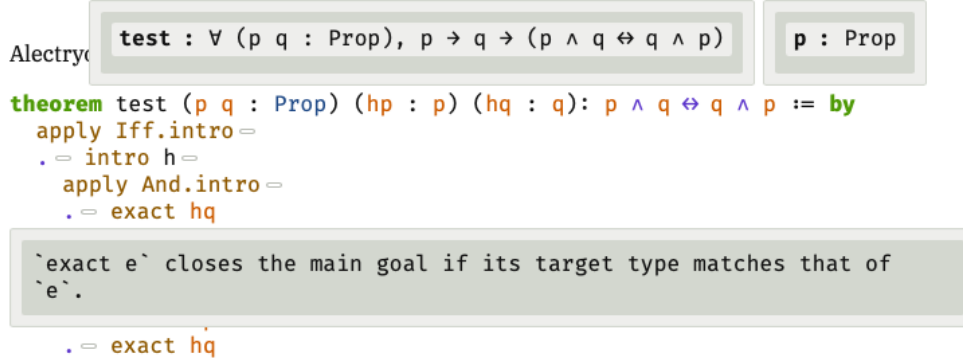 test : ∀ (p q : Prop), p → q → (p ∧ q ↔ q ∧ p)
p : Prop
theorem test (p q : Prop) (hp : p) (hq : q): p ∧ q ↔ q ∧ p := by
apply Iff.intro
. intro h
apply And.intro
. exact hq
`exact e` closes the main goal if its target type matches that of
`e`.
. exact hq